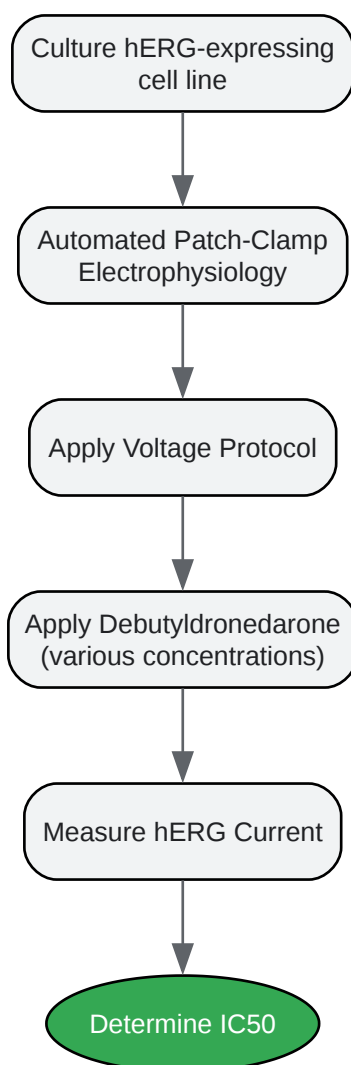 Culture hERG-expressing
cell line
Automated Patch-Clamp
Electrophysiology
Apply Voltage Protocol
Apply Debutyldronedarone
(various concentrations)
Measure hERG Current
Determine IC50